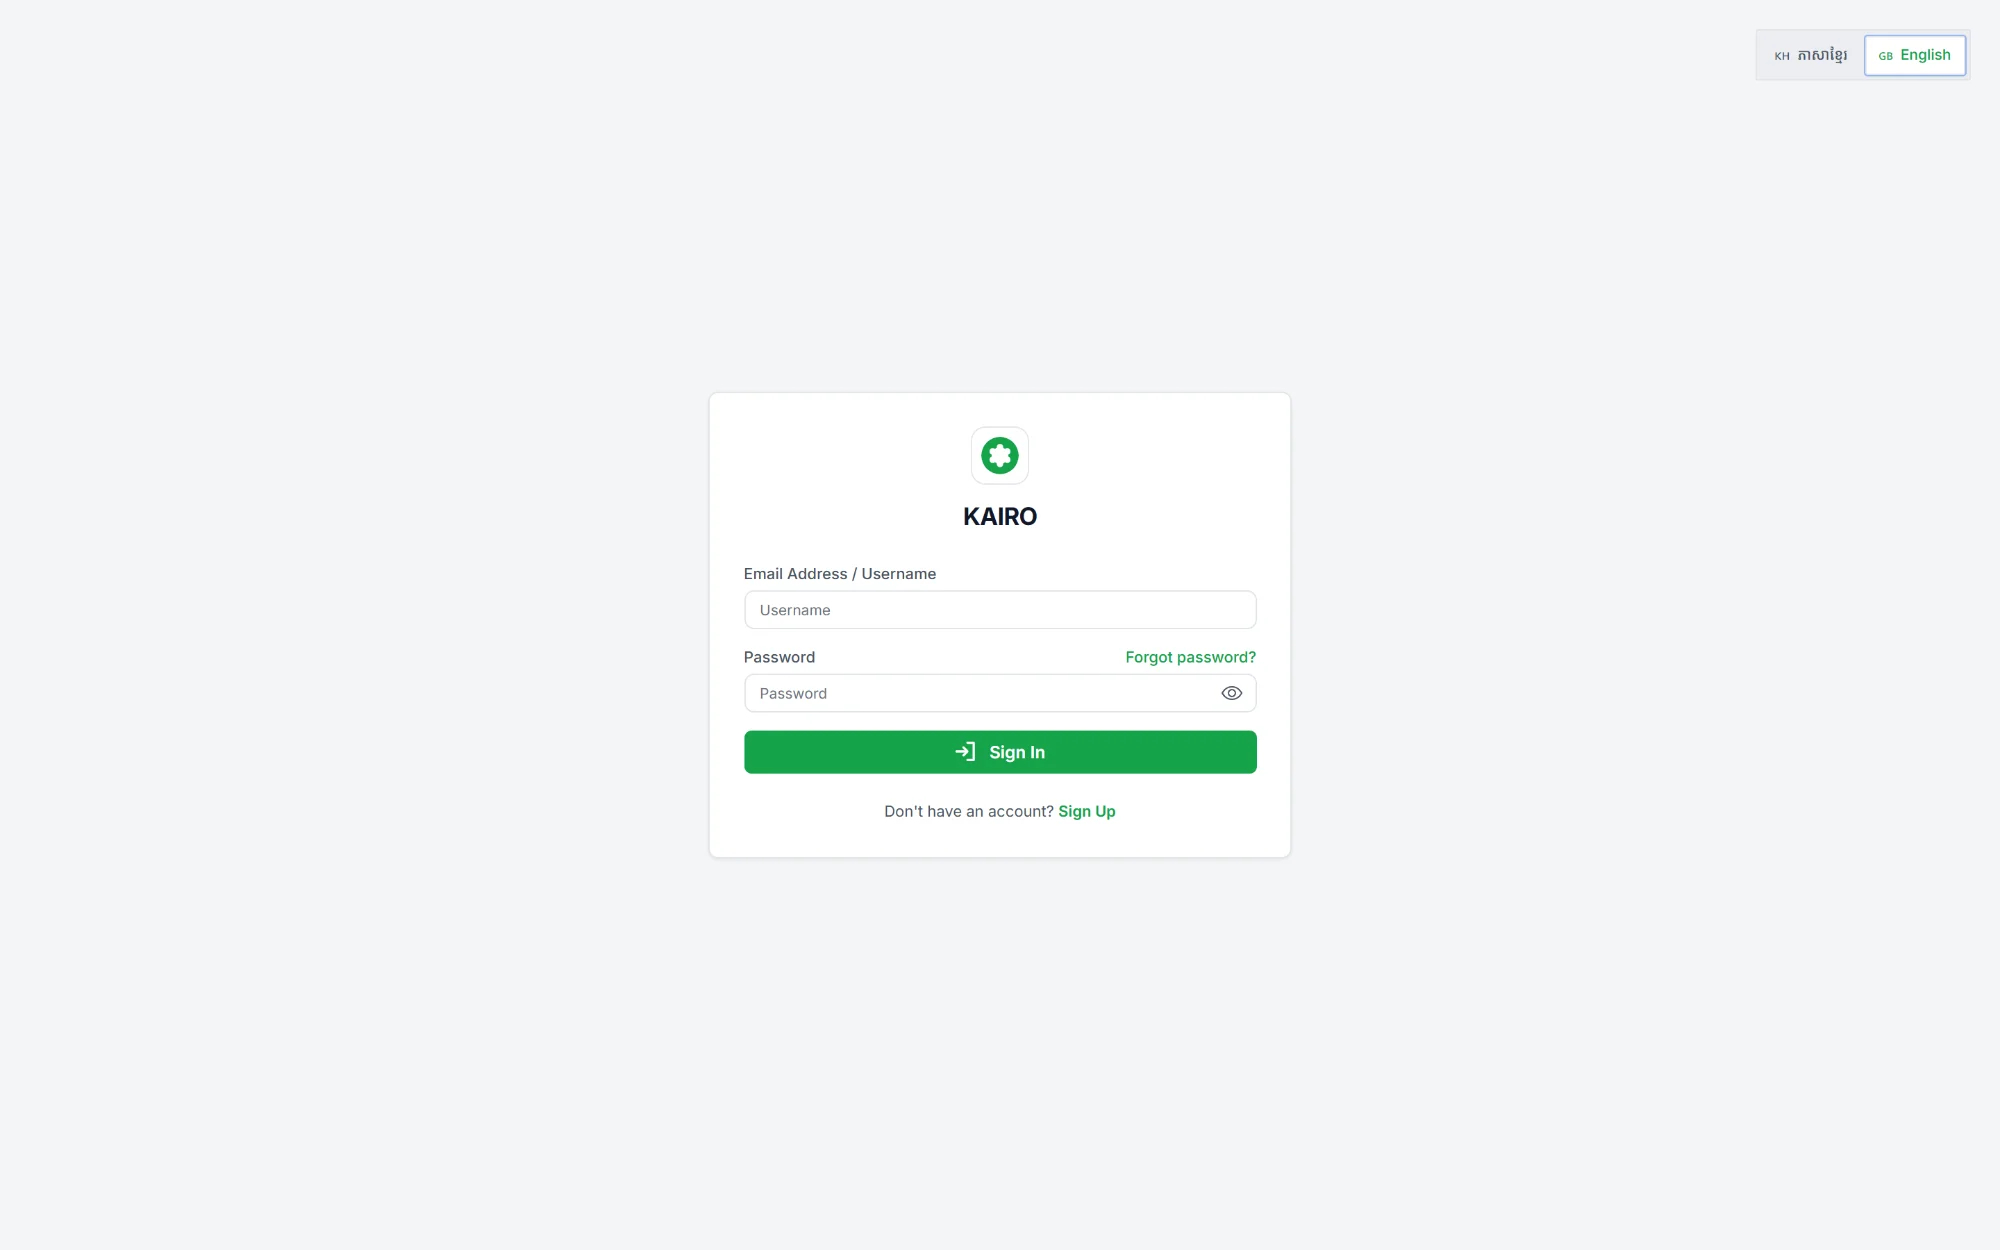 KH ភាសាខ្មែរ GB English
KAIRO
Email Address / Username
Username
Password Forgot password?
Password
Sign In
Don't have an account? Sign Up